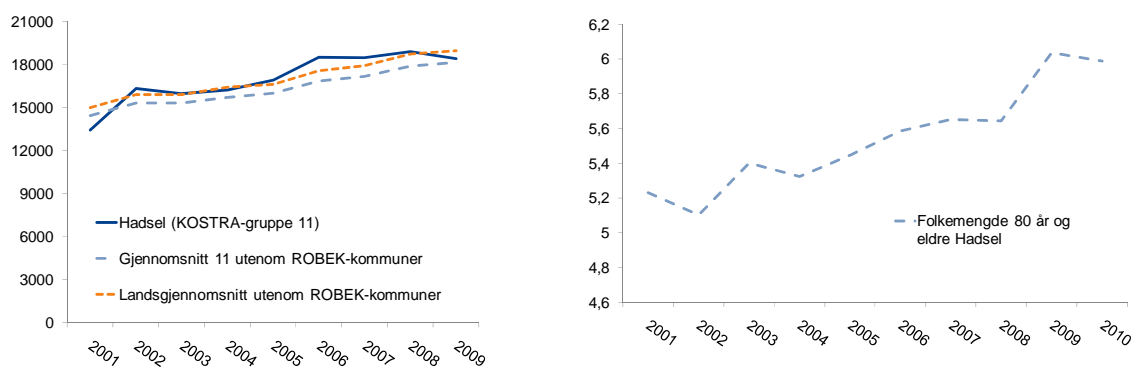 21000
18000
15000
12000
9000
6000
3000
0
Hadsel (KOSTRA-gruppe 11)
Gjennomsnitt 11 utenom ROBEK-kommuner
Landsgjennomsnitt utenom ROBEK-kommuner
2001 2002 2003 2004 2005 2006 2007 2008 2009
6,2
6
5,8
5,6
5,4
5,2
5
4,8
4,6
Folkemengde 80 år og
eldre Hadsel
2001 2002 2003 2004 2005 2006 2007 2008 2009 2010